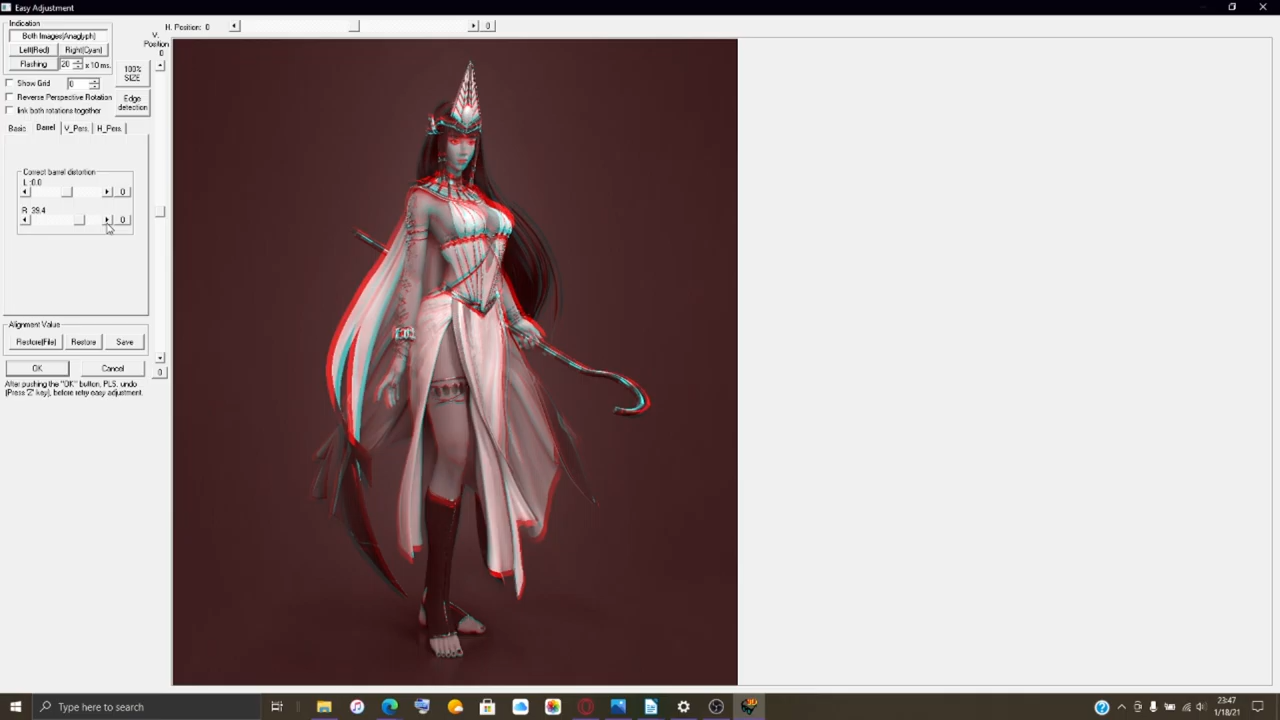 Easy Adjustment
Indication
Both Images(Anaglyph)
Left(Red)
Right(Cyan)
Flashing
20
x 10 ms.
Show Grid
0
Reverse Perspective Rotation
link both rotations together
100%
SIZE
Edge
detection
V.
Position
0
H. Position: 0
0
Basic
Barrel
V_Pers.
H_Pers.
Correct barrel distortion
L :0.0
0
R :39.4
0
Alignment Value
Restore(File)
Restore
Save
OK
Cancel
0
After pushing the "OK" button, PLS. undo
(Press 'Z' key), before retry easy adjustment.
Type here to search
23:47
1/18/21